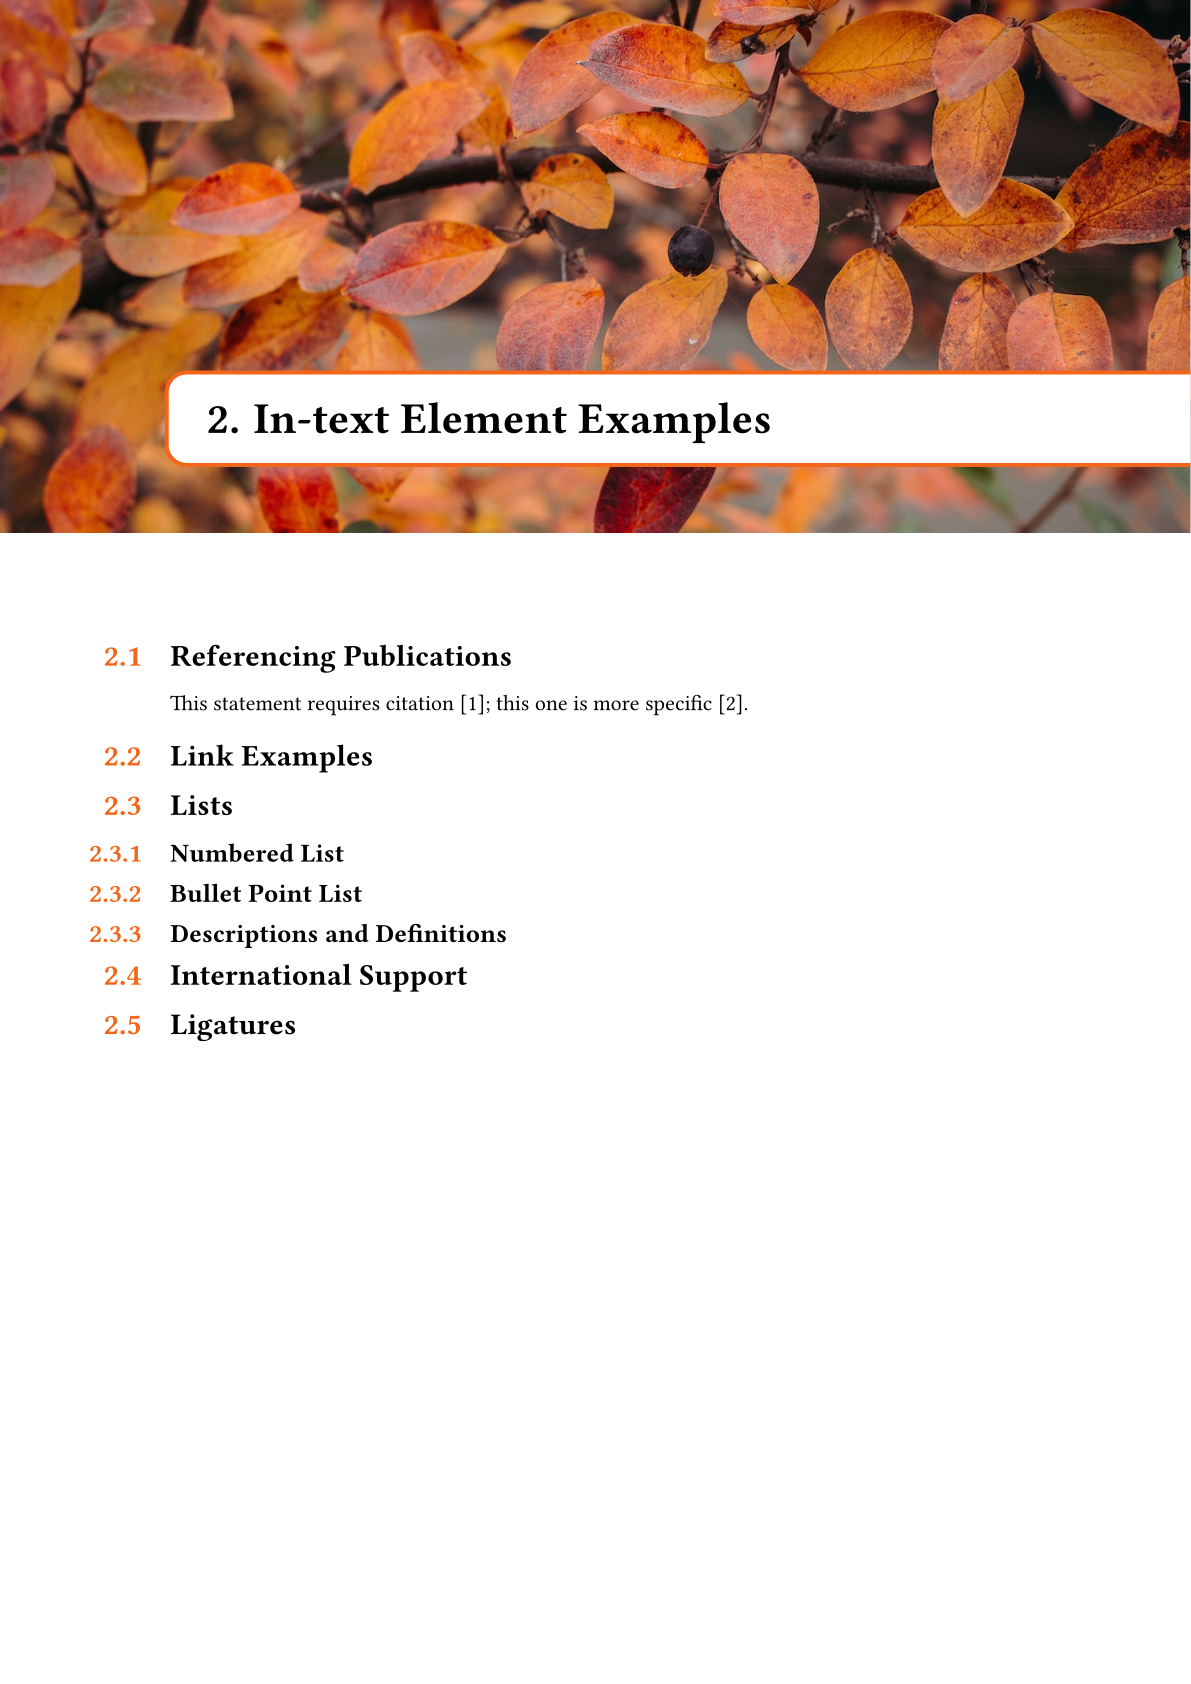 2. In-text Element Examples
2.1 Referencing Publications
This statement requires citation [1]; this one is more specific [2].
2.2 Link Examples
2.3 Lists
2.3.1 Numbered List
2.3.2 Bullet Point List
2.3.3 Descriptions and Definitions
2.4 International Support
2.5 Ligatures